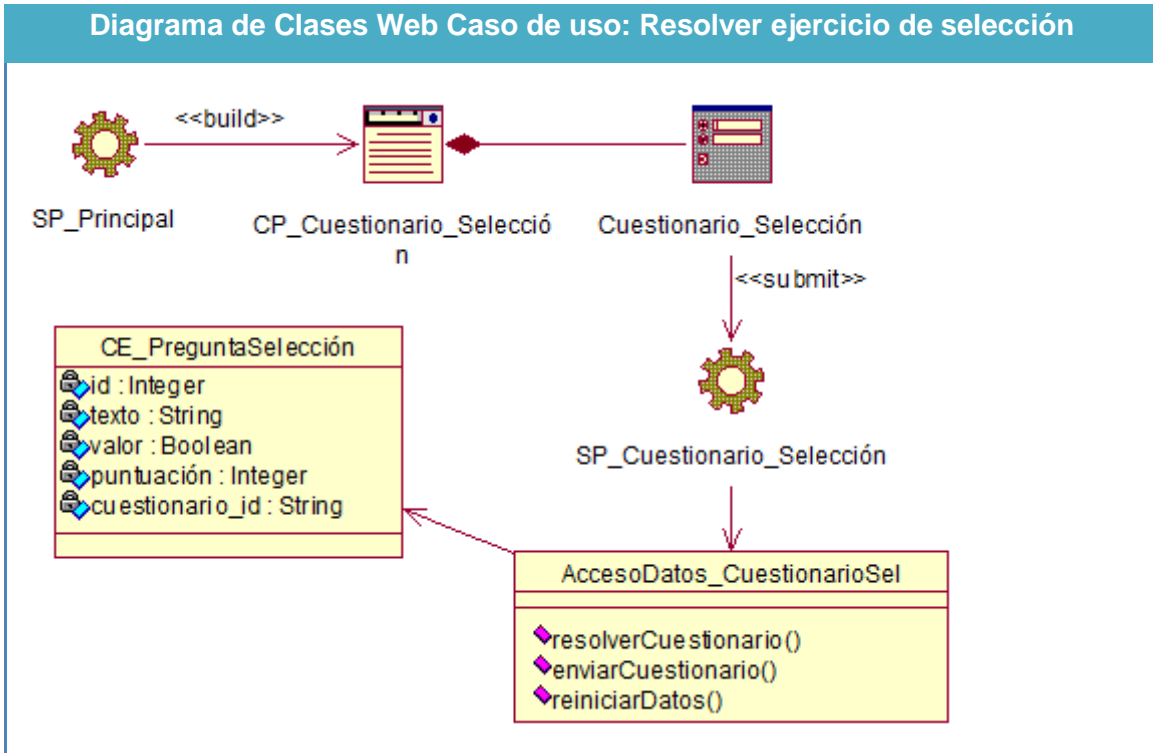 Diagrama de Clases Web Caso de uso: Resolver ejercicio de selección
<<build>>
SP_Principal
CP_Cuestionario_Selecció
n
Cuestionario_Selección
<<submit>>
SP_Cuestionario_Selección
CE_PreguntaSelección
id : Integer
texto : String
valor : Boolean
puntuación : Integer
cuestionario_id : String
AccesoDatos_CuestionarioSel
resolverCuestionario()
enviarCuestionario()
reiniciarDatos()